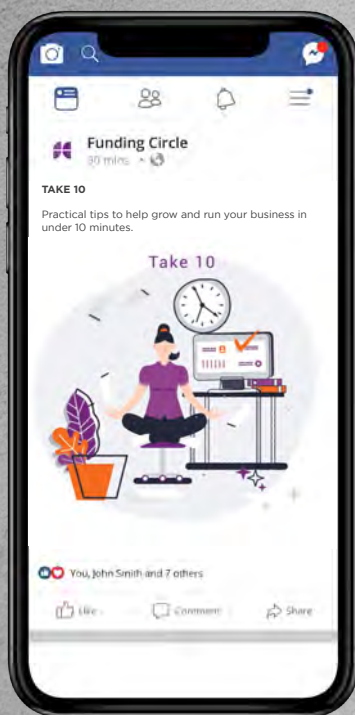 Funding Circle
30 mins
TAKE 10
Practical tips to help grow and run your business in
under 10 minutes.
Take 10
You, John Smith and 7 others
Like
Comment
Share